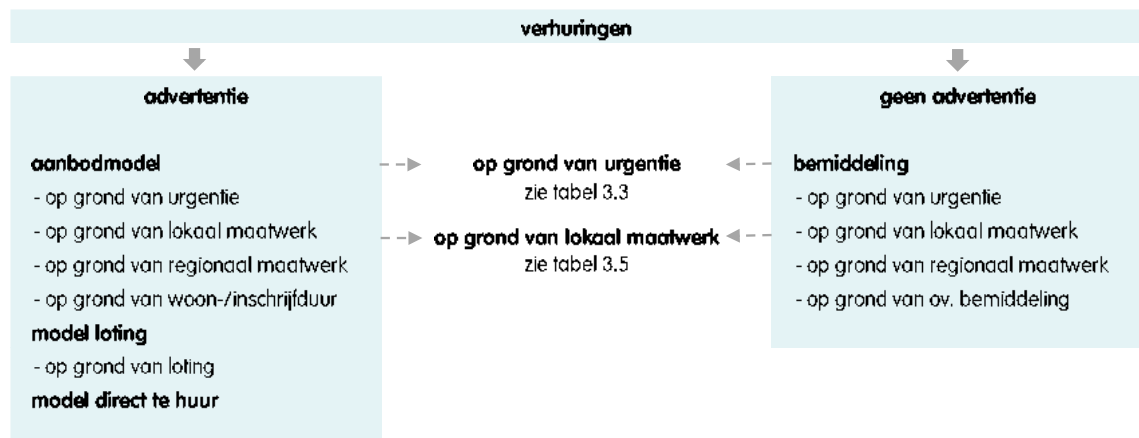 verhuringen
advertentie
aanbodmodel
- op grond van urgentie
- op grond van lokaal maatwerk
- op grond van regionaal maatwerk
- op grond van woon-/inschrijfduur
model loting
- op grond van loting
model direct te huur
op grond van urgentie
zie tabel 3.3
op grond van lokaal maatwerk
zie tabel 3.5
geen advertentie
bemiddeling
- op grond van urgentie
- op grond van lokaal maatwerk
- op grond van regionaal maatwerk
- op grond van ov. bemiddeling